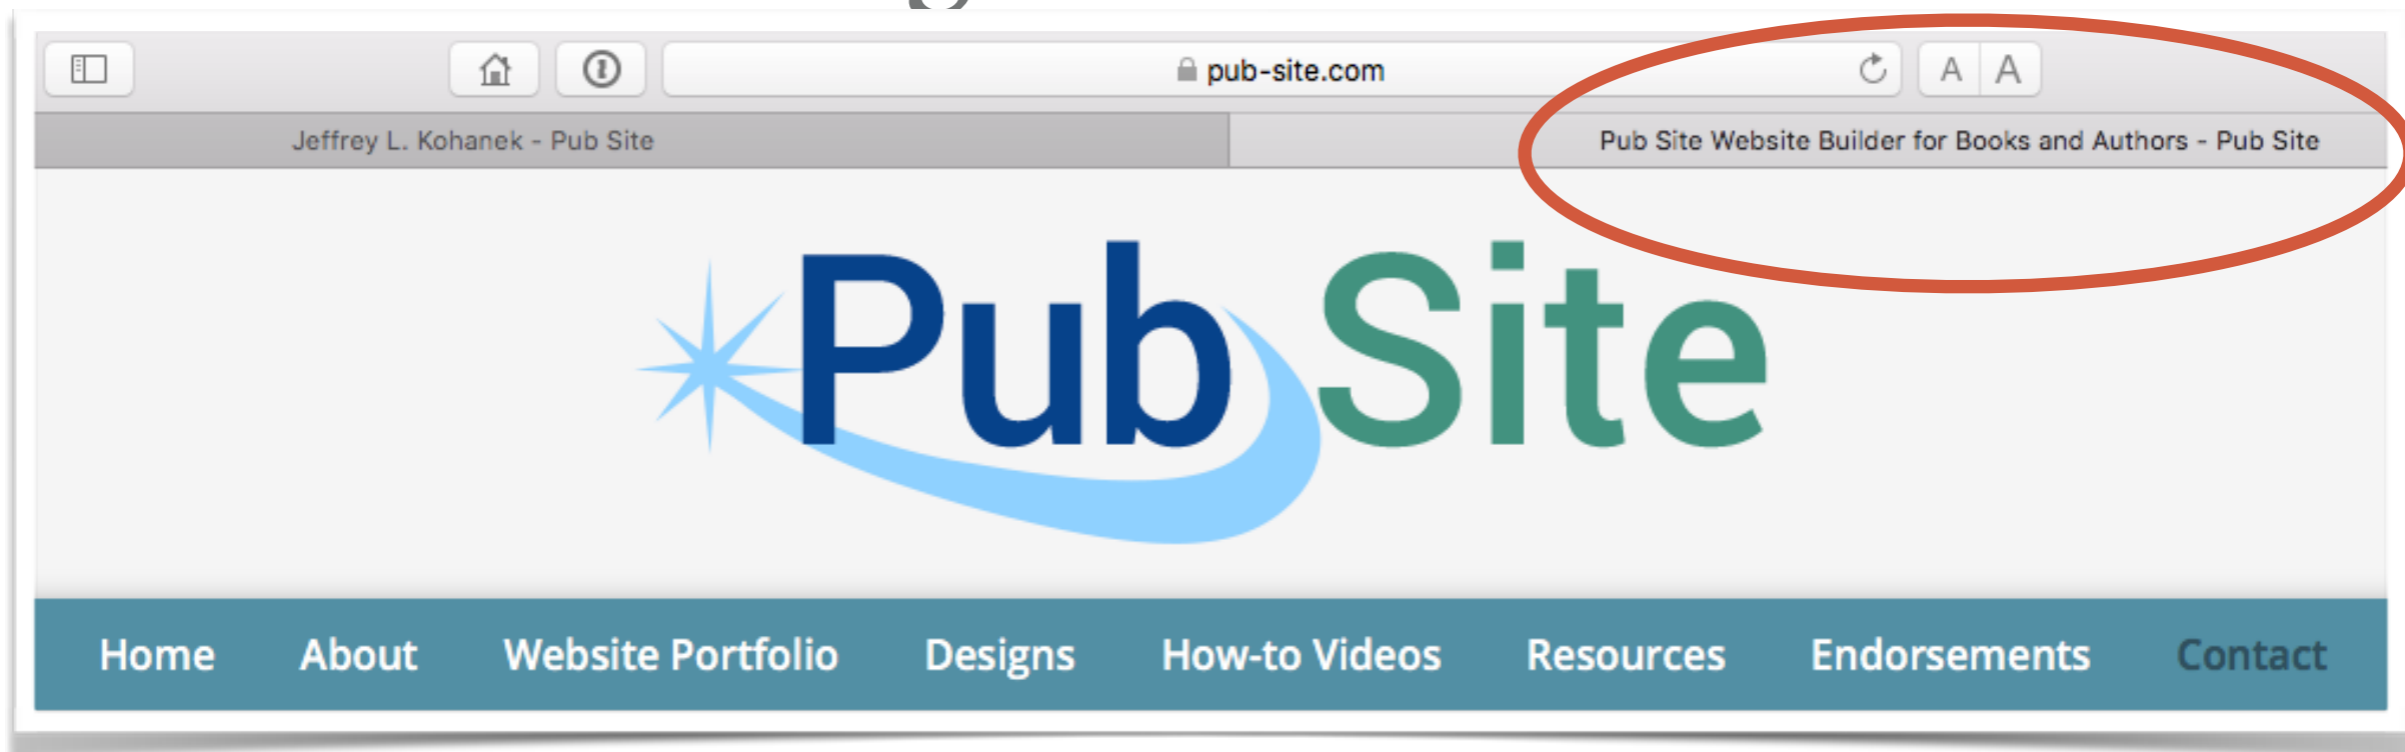 pub-site.com A A
Jeffrey L. Kohanek - Pub Site Pub Site Website Builder for Books and Authors - Pub Site
Pub Site
Home About Website Portfolio Designs How-to Videos Resources Endorsements Contact